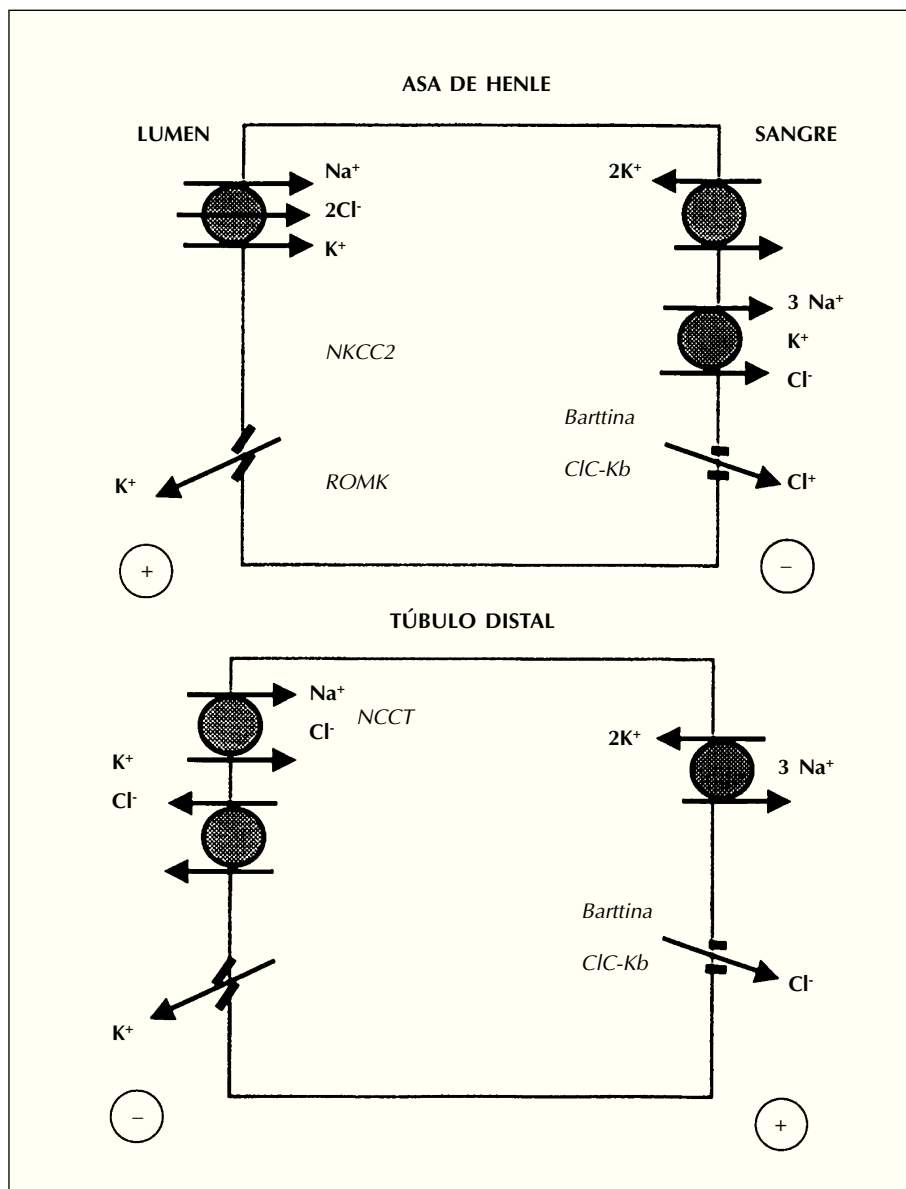 ASA DE HENLE
LUMEN
SANGRE
Na⁺
2Cl⁻
K⁺
2K⁺
3 Na⁺
K⁺
Cl⁻
NKCC2
Barttina
ClC-Kb
ROMK
K⁺
Cl⁺
+
−
TÚBULO DISTAL
Na⁺
Cl⁻
NCCT
K⁺
Cl⁻
2K⁺
3 Na⁺
Barttina
ClC-Kb
K⁺
Cl⁻
−
+